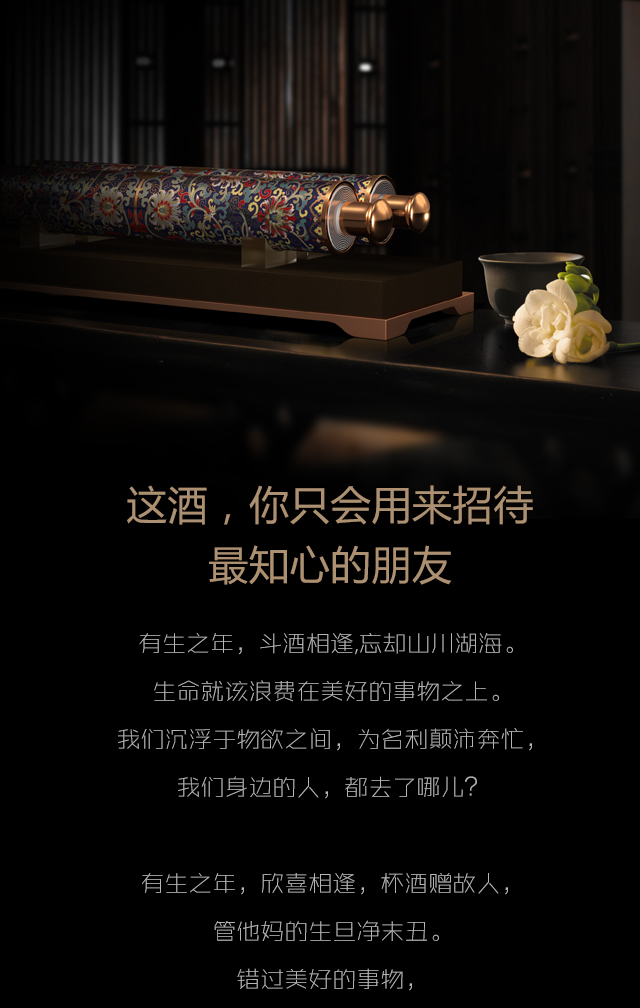 这酒，你只会用来招待
最知心的朋友
有生之年，斗酒相逢,忘却山川湖海。
生命就该浪费在美好的事物之上。
我们沉浮于物欲之间，为名利颠沛奔忙，
我们身边的人，都去了哪儿？
有生之年，欣喜相逢，杯酒赠故人，
管他妈的生旦净末丑。
错过美好的事物，